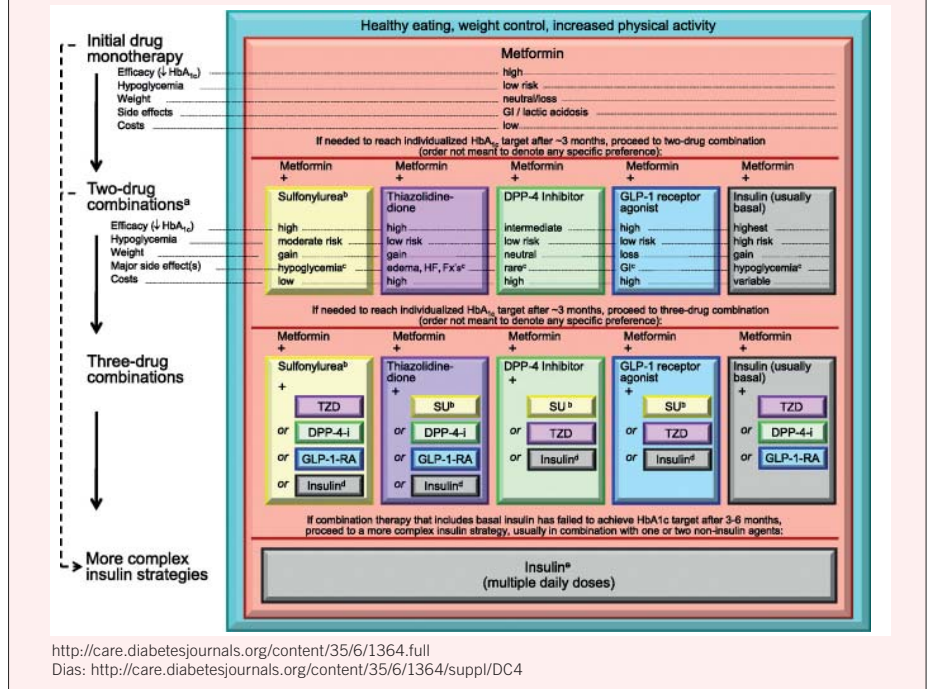 Healthy eating, weight control, increased physical activity
Initial drug
monotherapy
Metformin
Efficacy (↓ HbA1c) high
Hypoglycemia low risk
Weight neutral/loss
Side effects GI / lactic acidosis
Costs low
If needed to reach individualized HbA1c target after ~3 months, proceed to two-drug combination
(order not meant to denote any specific preference):
Metformin Metformin Metformin Metformin Metformin
+ + + + +
Two-drug
combinationsa
Sulfonylureab Thiazolidine- DPP-4 Inhibitor GLP-1 receptor Insulin (usually
dione agonist basal)
Efficacy (↓ HbA1c) high high intermediate high highest
Hypoglycemia moderate risk low risk low risk low risk high risk
Weight gain gain neutral loss gain
Major side effect(s) hypoglycemiac edema, HF, Fx'sc rarec GIc hypoglycemiac
Costs low high high high variable
If needed to reach individualized HbA1c target after ~3 months, proceed to three-drug combination
(order not meant to denote any specific preference):
Metformin Metformin Metformin Metformin Metformin
+ + + + +
Three-drug
combinations
Sulfonylureab Thiazolidine- DPP-4 Inhibitor GLP-1 receptor Insulin (usually
dione agonist basal)
+ + + + +
TZD SUb SUb SUb TZD
or DPP-4-i or DPP-4-i or TZD or TZD or DPP-4-i
or GLP-1-RA or GLP-1-RA or Insulind or Insulind or GLP-1-RA
or Insulind or Insulind
If combination therapy that includes basal insulin has failed to achieve HbA1c target after 3-6 months,
proceed to a more complex insulin strategy, usually in combination with one or two non-insulin agents:
More complex
insulin strategies
Insuline
(multiple daily doses)
http://care.diabetesjournals.org/content/35/6/1364.full
Dias: http://care.diabetesjournals.org/content/35/6/1364/suppl/DC4